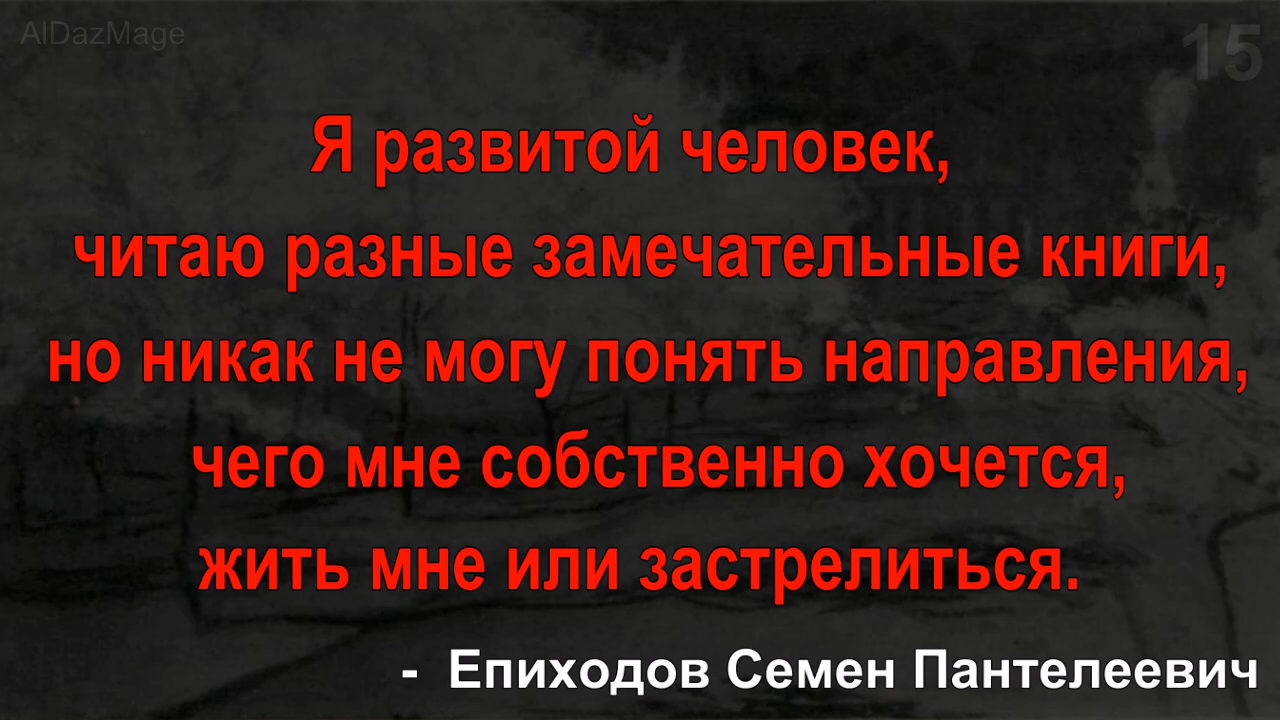 AlDazMage
15
Я развитой человек,
читаю разные замечательные книги,
но никак не могу понять направления,
чего мне собственно хочется,
жить мне или застрелиться.
- Епиходов Семен Пантелеевич